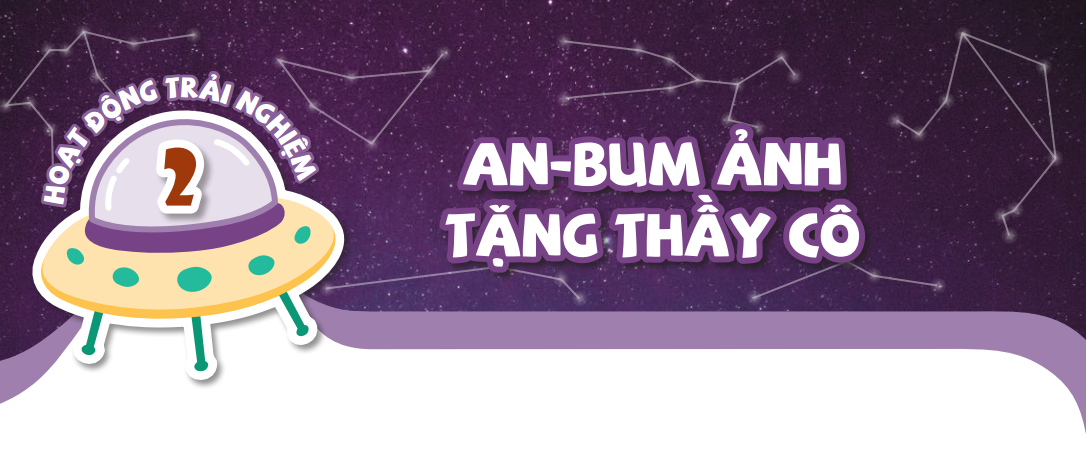 HOẠT ĐỘNG TRẢI NGHIỆM
2
AN-BUM ẢNH
TẶNG THẦY CÔ